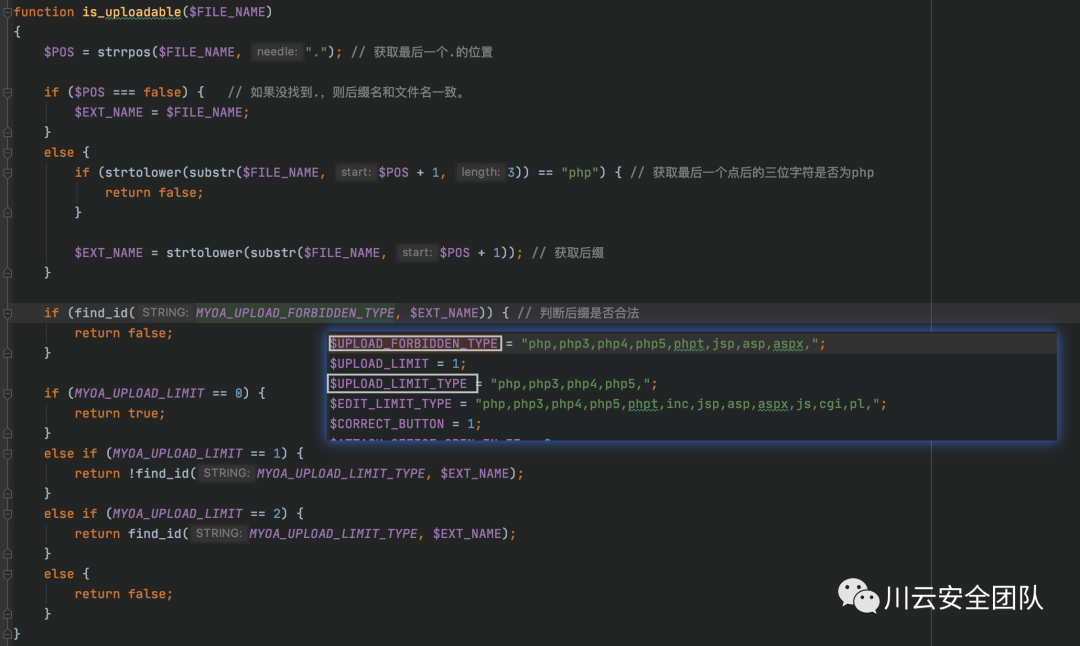 function is_uploadable($FILE_NAME)
{
$POS = strrpos($FILE_NAME, needle: "."); // 获取最后一个.的位置
if ($POS === false) { // 如果没找到.，则后缀名和文件名一致。
$EXT_NAME = $FILE_NAME;
}
else {
if (strtolower(substr($FILE_NAME, start: $POS + 1, length: 3)) == "php") { // 获取最后一个点后的三位字符是否为php
return false;
}
$EXT_NAME = strtolower(substr($FILE_NAME, start: $POS + 1)); // 获取后缀
}
if (find_id( STRING: MYOA_UPLOAD_FORBIDDEN_TYPE, $EXT_NAME)) { // 判断后缀是否合法
return false;
}
$UPLOAD_FORBIDDEN_TYPE = "php,php3,php4,php5,phpt,jsp,asp,aspx,";
$UPLOAD_LIMIT = 1;
$UPLOAD_LIMIT_TYPE = "php,php3,php4,php5,";
$EDIT_LIMIT_TYPE = "php,php3,php4,php5,phpt,inc,jsp,asp,aspx,js,cgi,pl,";
$CORRECT_BUTTON = 1;
if (MYOA_UPLOAD_LIMIT == 0) {
return true;
}
else if (MYOA_UPLOAD_LIMIT == 1) {
return !find_id( STRING: MYOA_UPLOAD_LIMIT_TYPE, $EXT_NAME);
}
else if (MYOA_UPLOAD_LIMIT == 2) {
return find_id( STRING: MYOA_UPLOAD_LIMIT_TYPE, $EXT_NAME);
}
else {
return false;
}
}
川云安全团队